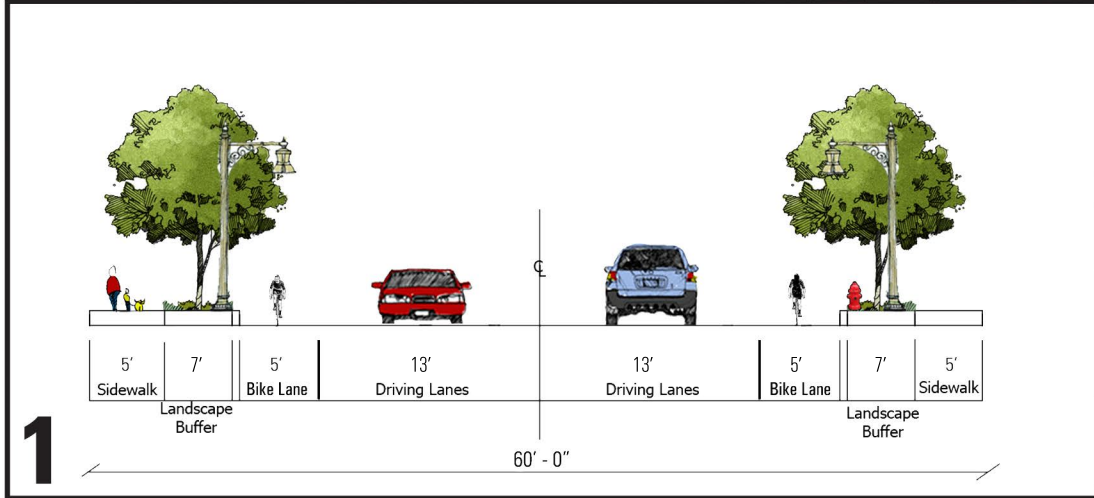 ℄
5' 7' 5' 13' 13' 5' 7' 5'
Sidewalk Bike Lane Driving Lanes Driving Lanes Bike Lane Sidewalk
Landscape Landscape
Buffer Buffer
1
60' - 0"